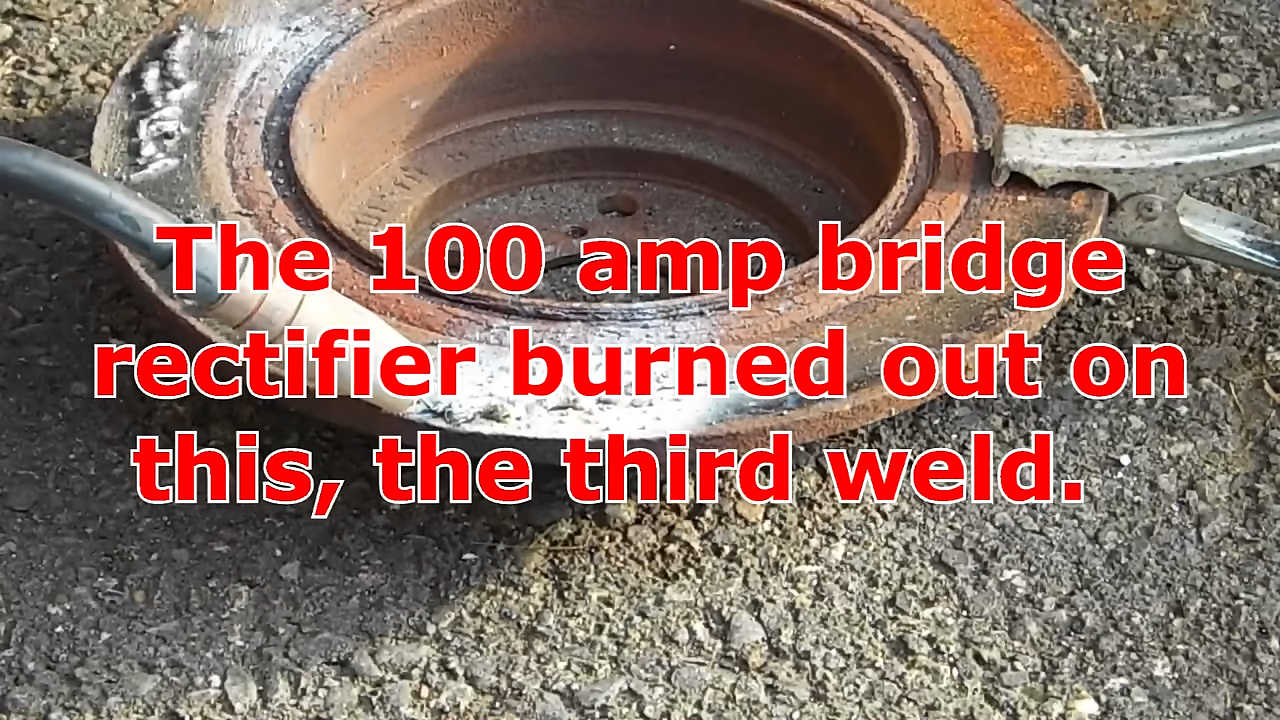 The 100 amp bridge
rectifier burned out on
this, the third weld.